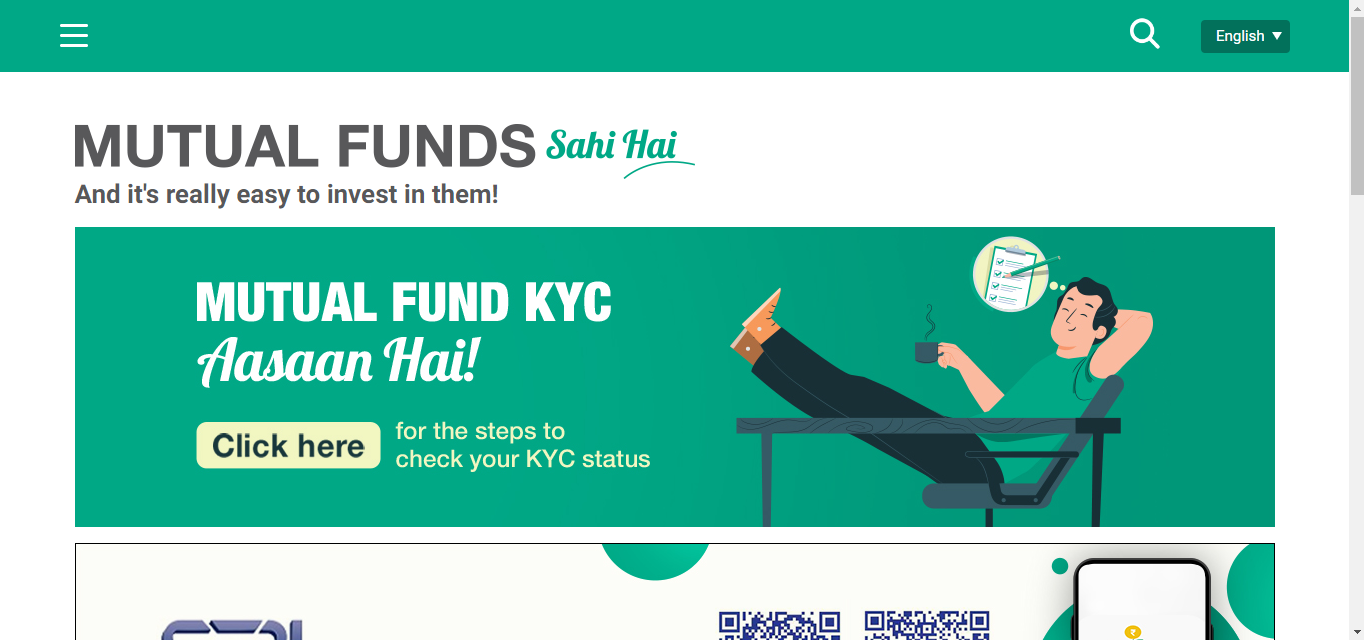 English
MUTUAL FUNDS Sahi Hai
And it's really easy to invest in them!
MUTUAL FUND KYC
Aasaan Hai!
Click here
for the steps to
check your KYC status